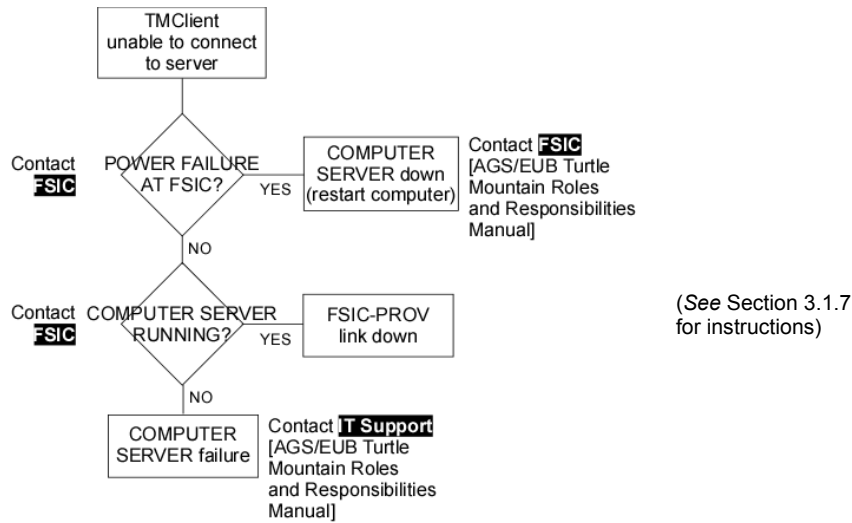 TMClient
unable to connect
to server
Contact
FSIC
POWER FAILURE
AT FSIC?
YES
COMPUTER
SERVER down
(restart computer)
Contact FSIC
[AGS/EUB Turtle
Mountain Roles
and Responsibilities
Manual]
NO
Contact
FSIC
COMPUTER SERVER
RUNNING?
YES
FSIC-PROV
link down
(See Section 3.1.7
for instructions)
NO
COMPUTER
SERVER failure
Contact IT Support
[AGS/EUB Turtle
Mountain Roles
and Responsibilities
Manual]